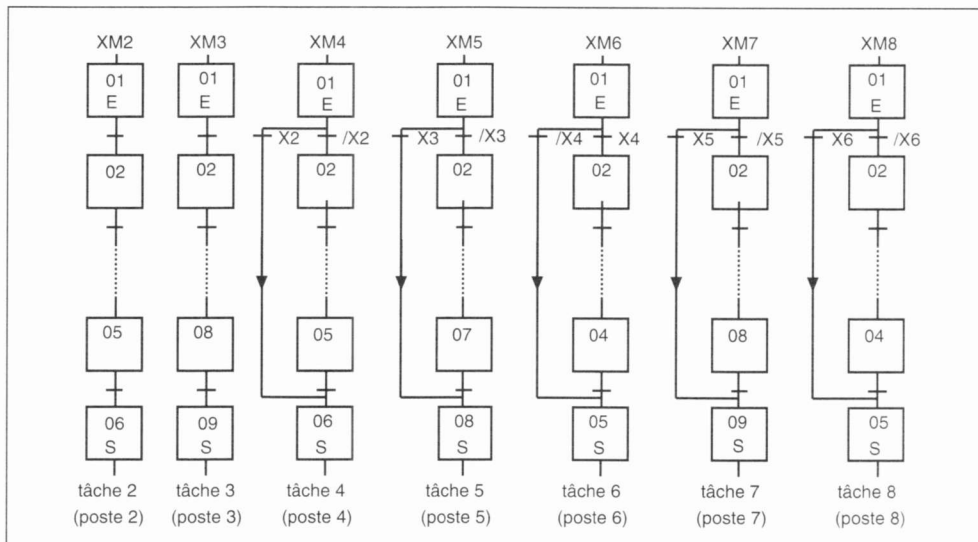 XM2 XM3 XM4 XM5 XM6 XM7 XM8
01 01 01 01 01 01 01
E E E E E E E
X2 /X2 X3 /X3 /X4 X4 X5 /X5 X6 /X6
02 02 02 02 02 02 02
05 08 05 07 04 08 04
06 09 06 08 05 09 05
S S S S S S S
tâche 2 tâche 3 tâche 4 tâche 5 tâche 6 tâche 7 tâche 8
(poste 2) (poste 3) (poste 4) (poste 5) (poste 6) (poste 7) (poste 8)